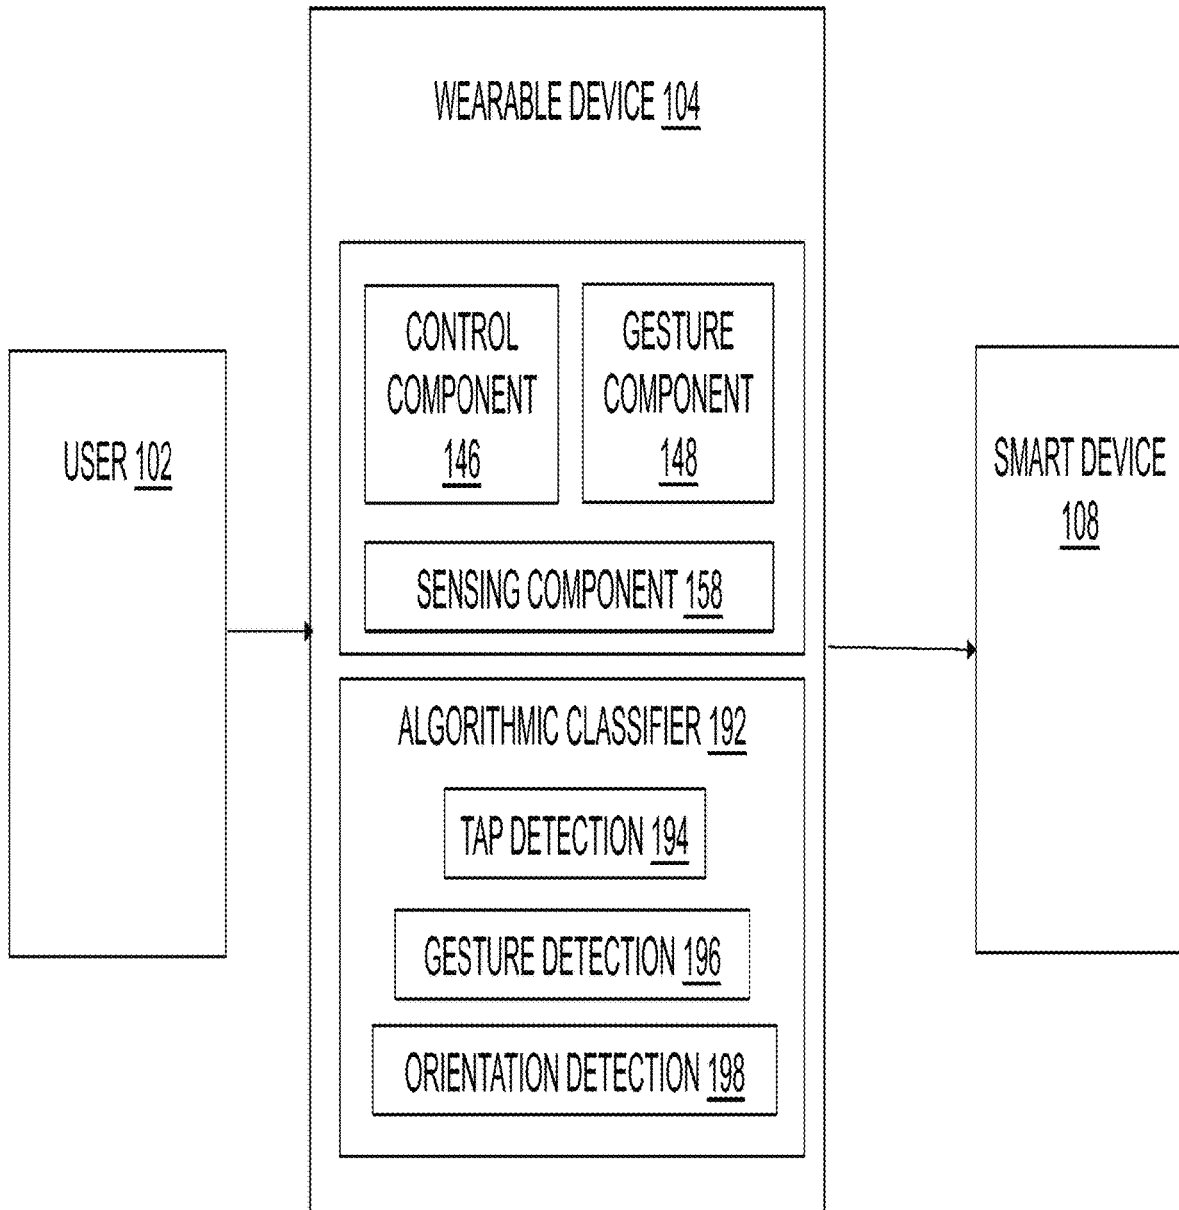 WEARABLE DEVICE 104
CONTROL
COMPONENT
146
GESTURE
COMPONENT
148
SENSING COMPONENT 158
USER 102
SMART DEVICE
108
ALGORITHMIC CLASSIFIER 192
TAP DETECTION 194
GESTURE DETECTION 196
ORIENTATION DETECTION 198